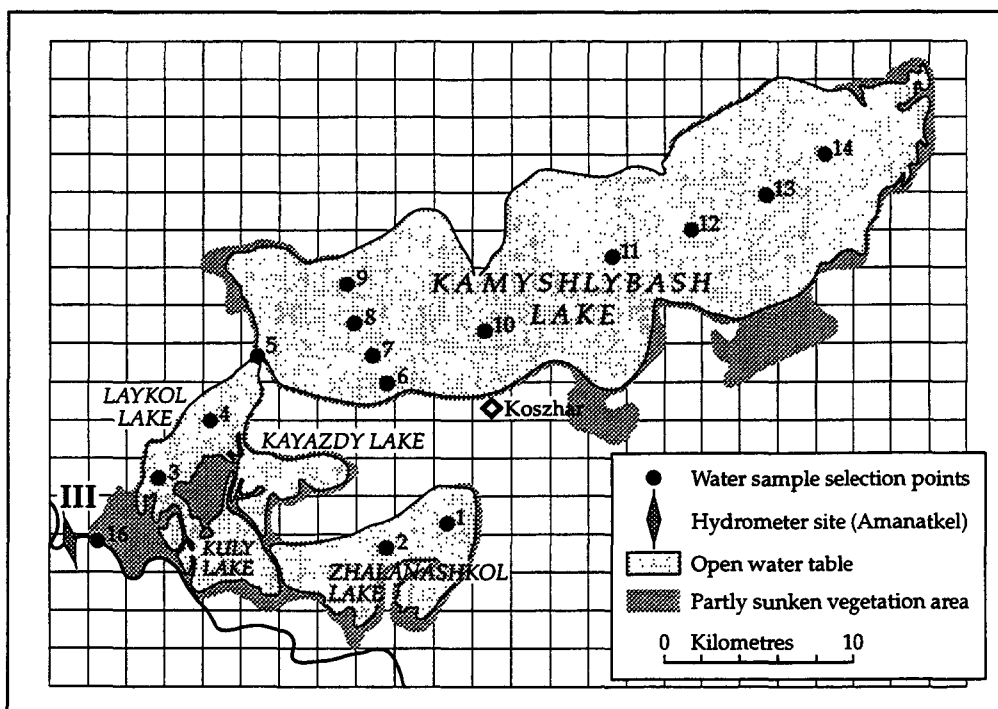 14
13
12
11
9
KAMYSHLYBASH
LAKE
8
10
5
7
6
LAYKOL
LAKE
Koszhar
4
KAYAZDY LAKE
3
III
1
16
2
KULY
LAKE
ZHALANASHKOL
LAKE
Water sample selection points
Hydrometer site (Amanatkel)
Open water table
Partly sunken vegetation area
0 Kilometres 10